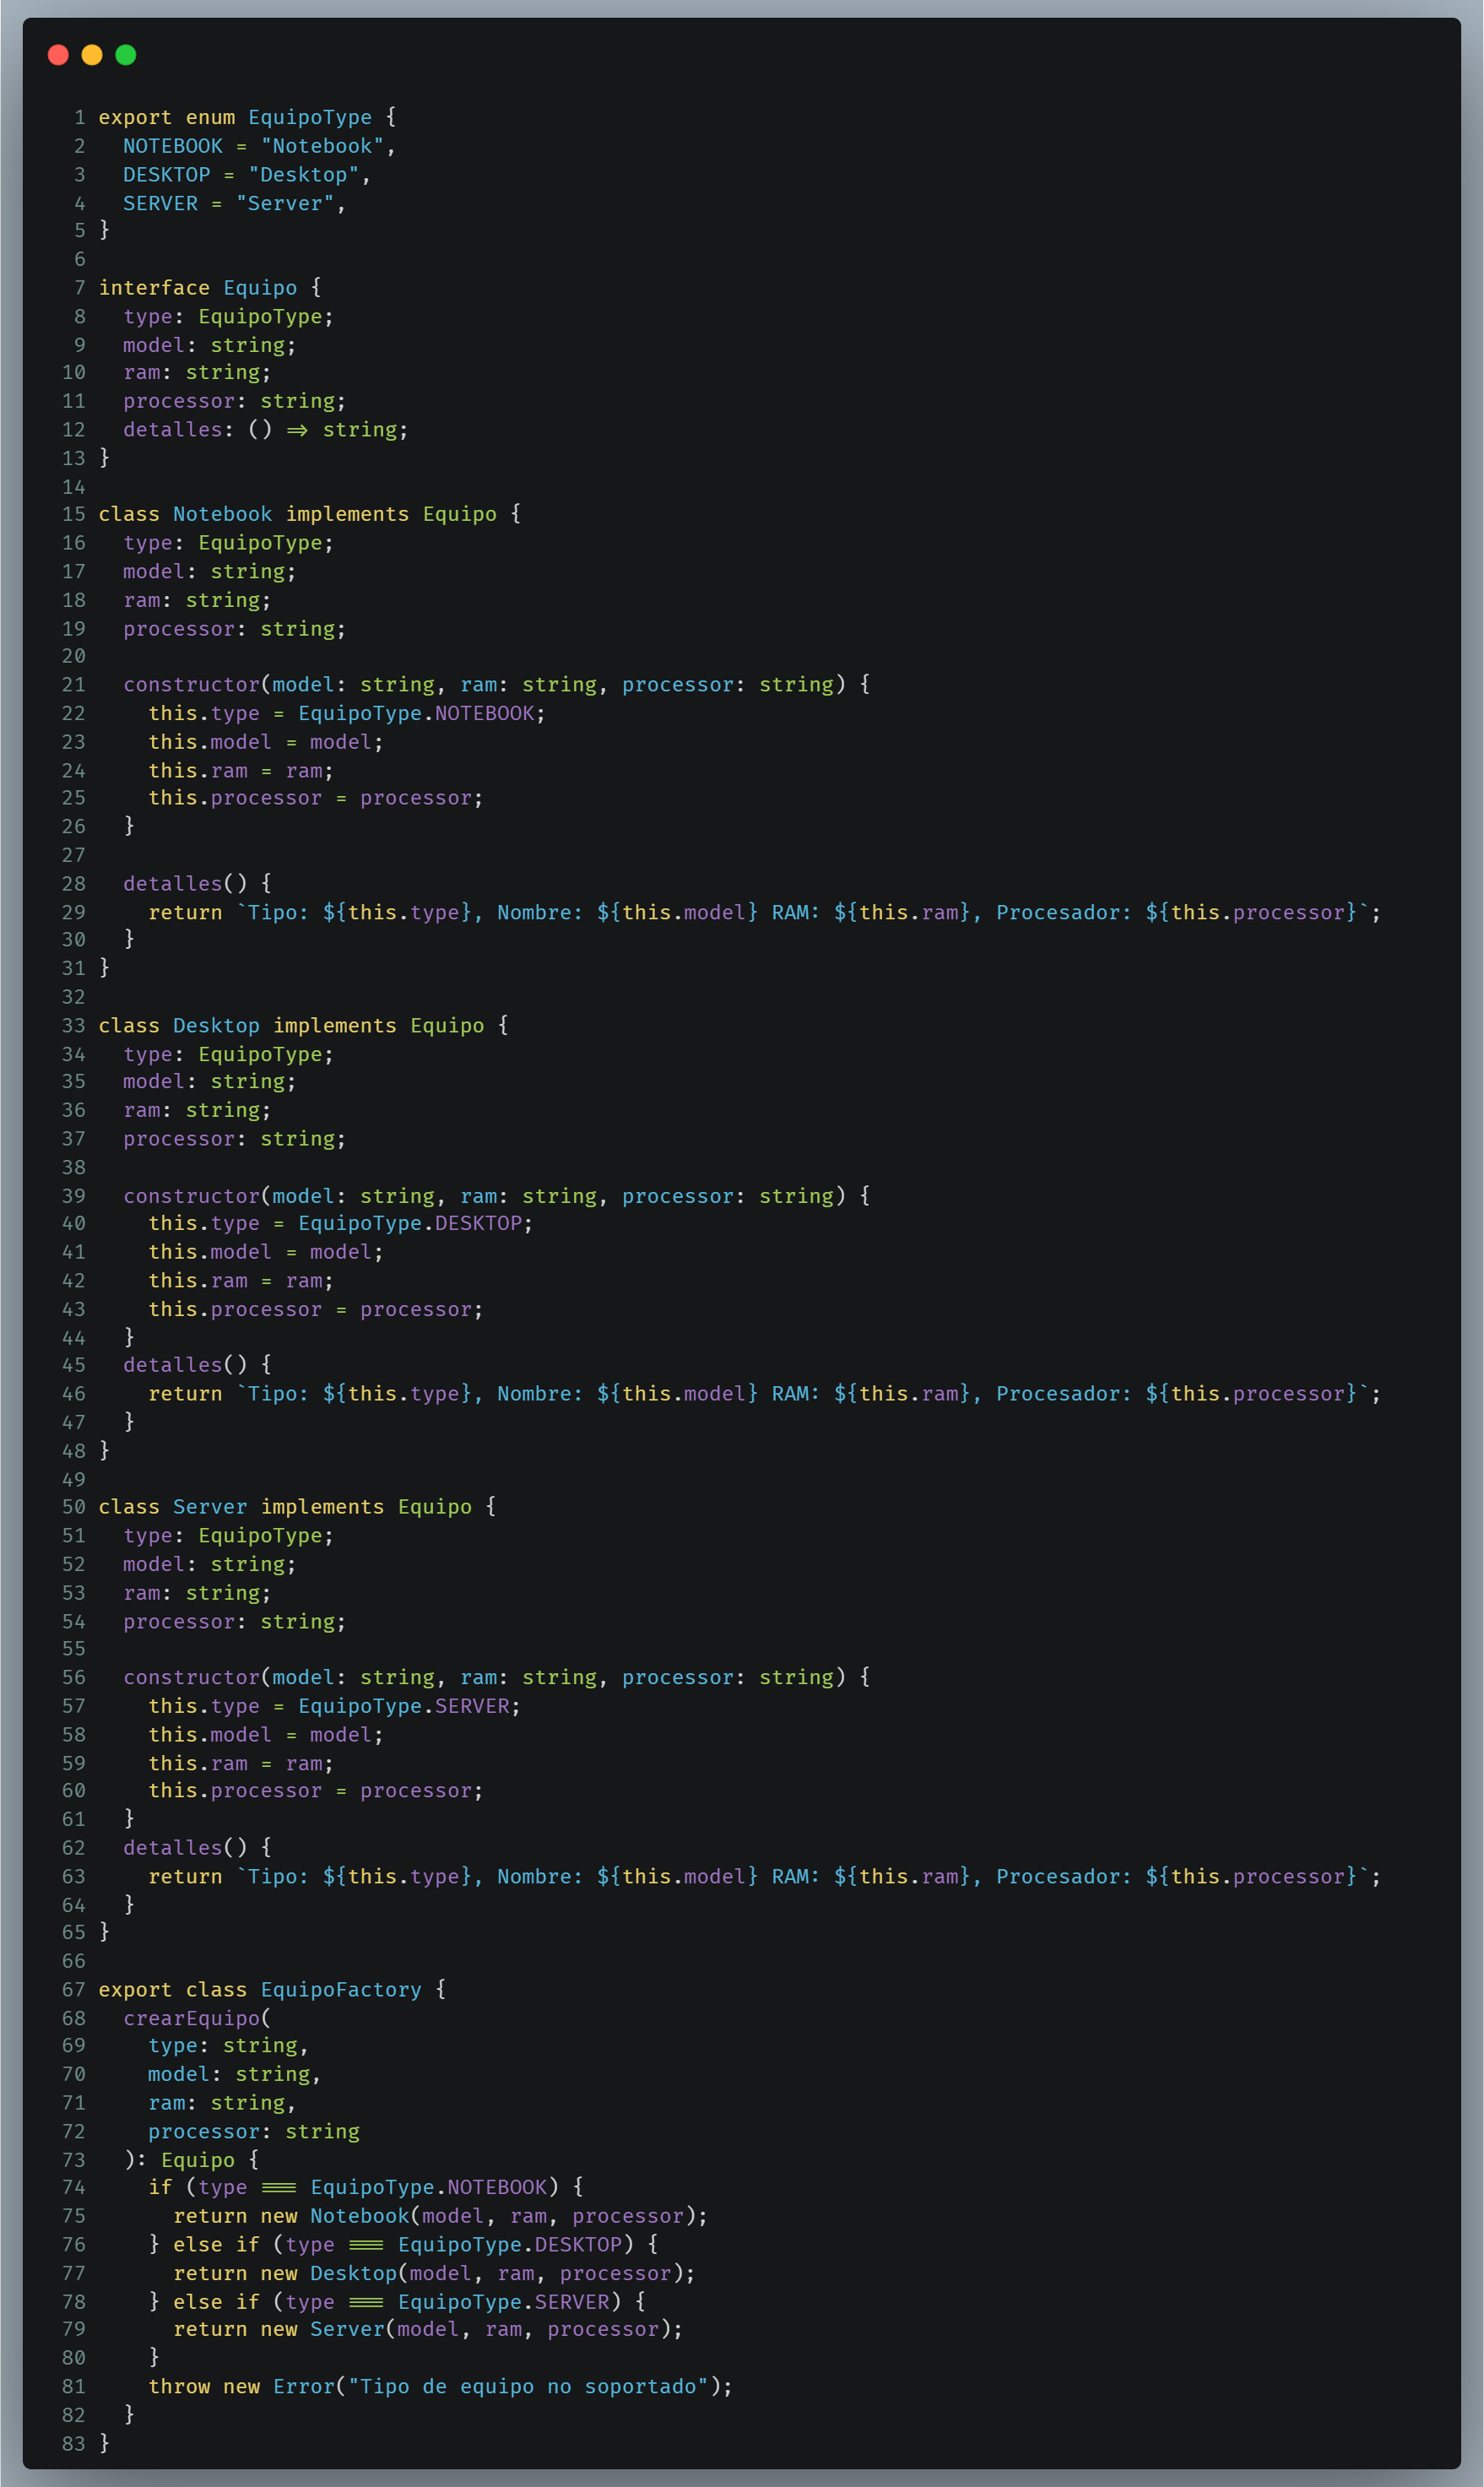 1 export enum EquipoType {
2   NOTEBOOK = "Notebook",
3   DESKTOP = "Desktop",
4   SERVER = "Server",
5 }
6
7 interface Equipo {
8   type: EquipoType;
9   model: string;
10   ram: string;
11   processor: string;
12   detalles: () => string;
13 }
14
15 class Notebook implements Equipo {
16   type: EquipoType;
17   model: string;
18   ram: string;
19   processor: string;
20
21   constructor(model: string, ram: string, processor: string) {
22     this.type = EquipoType.NOTEBOOK;
23     this.model = model;
24     this.ram = ram;
25     this.processor = processor;
26   }
27
28   detalles() {
29     return `Tipo: ${this.type}, Nombre: ${this.model} RAM: ${this.ram}, Procesador: ${this.processor}`;
30   }
31 }
32
33 class Desktop implements Equipo {
34   type: EquipoType;
35   model: string;
36   ram: string;
37   processor: string;
38
39   constructor(model: string, ram: string, processor: string) {
40     this.type = EquipoType.DESKTOP;
41     this.model = model;
42     this.ram = ram;
43     this.processor = processor;
44   }
45   detalles() {
46     return `Tipo: ${this.type}, Nombre: ${this.model} RAM: ${this.ram}, Procesador: ${this.processor}`;
47   }
48 }
49
50 class Server implements Equipo {
51   type: EquipoType;
52   model: string;
53   ram: string;
54   processor: string;
55
56   constructor(model: string, ram: string, processor: string) {
57     this.type = EquipoType.SERVER;
58     this.model = model;
59     this.ram = ram;
60     this.processor = processor;
61   }
62   detalles() {
63     return `Tipo: ${this.type}, Nombre: ${this.model} RAM: ${this.ram}, Procesador: ${this.processor}`;
64   }
65 }
66
67 export class EquipoFactory {
68   crearEquipo(
69     type: string,
70     model: string,
71     ram: string,
72     processor: string
73   ): Equipo {
74     if (type === EquipoType.NOTEBOOK) {
75       return new Notebook(model, ram, processor);
76     } else if (type === EquipoType.DESKTOP) {
77       return new Desktop(model, ram, processor);
78     } else if (type === EquipoType.SERVER) {
79       return new Server(model, ram, processor);
80     }
81     throw new Error("Tipo de equipo no soportado");
82   }
83 }